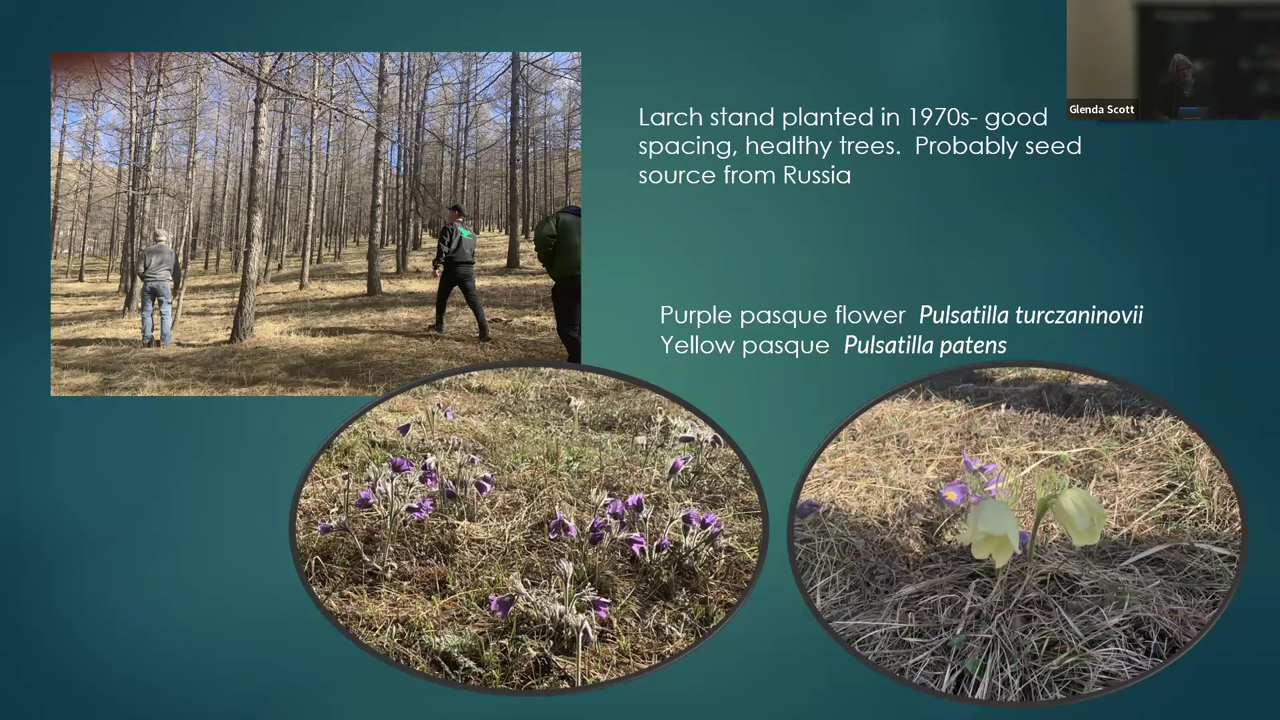 Glenda Scott
Larch stand planted in 1970s- good
spacing, healthy trees.  Probably seed
source from Russia
Purple pasque flower  Pulsatilla turczaninovii
Yellow pasque  Pulsatilla patens